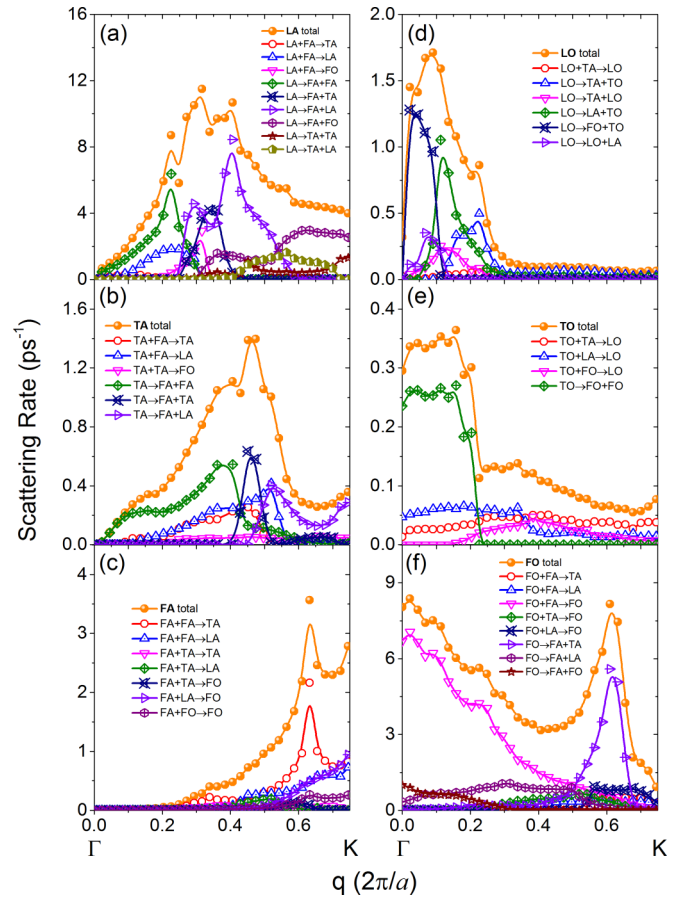 (a)
16
12
8
4
0
LA total
LA+FA→TA
LA+FA→LA
LA+FA→FO
LA→FA+FA
LA→FA+TA
LA→FA+LA
LA→FA+FO
LA→TA+TA
LA→TA+LA
(d)
2.0
1.5
1.0
0.5
0.0
LO total
LO+TA→LO
LO→TA+TO
LO→TA+LO
LO→LA+TO
LO→FO+TO
LO→LO+LA
(b)
1.6
1.2
0.8
0.4
0.0
TA total
TA+FA→TA
TA+FA→LA
TA+TA→FO
TA→FA+FA
TA→FA+TA
TA→FA+LA
(e)
0.4
0.3
0.2
0.1
0.0
TO total
TO+TA→LO
TO+LA→LO
TO+FO→LO
TO→FO+FO
(c)
4
3
2
1
0
FA total
FA+FA→TA
FA+FA→LA
FA+TA→TA
FA+TA→LA
FA+TA→FO
FA+LA→FO
FA+FO→FO
(f)
9
6
3
0
FO total
FO+FA→TA
FO+FA→LA
FO+FA→FO
FO+TA→FO
FO+LA→FO
FO→FA+TA
FO→FA+LA
FO→FA+FO
0.0 0.2 0.4 0.6
0.0 0.2 0.4 0.6
Γ K Γ K
Scattering Rate (ps⁻¹)
q (2π/a)